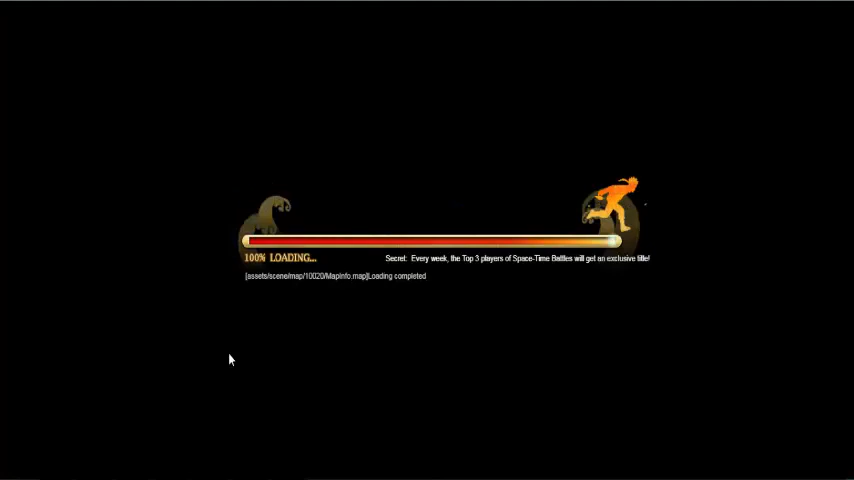 100% LOADING...
Secret: Every week, the Top 3 players of Space-Time Battles will get an exclusive title!
[assets/scene/map/10020/MapInfo.map]Loading completed